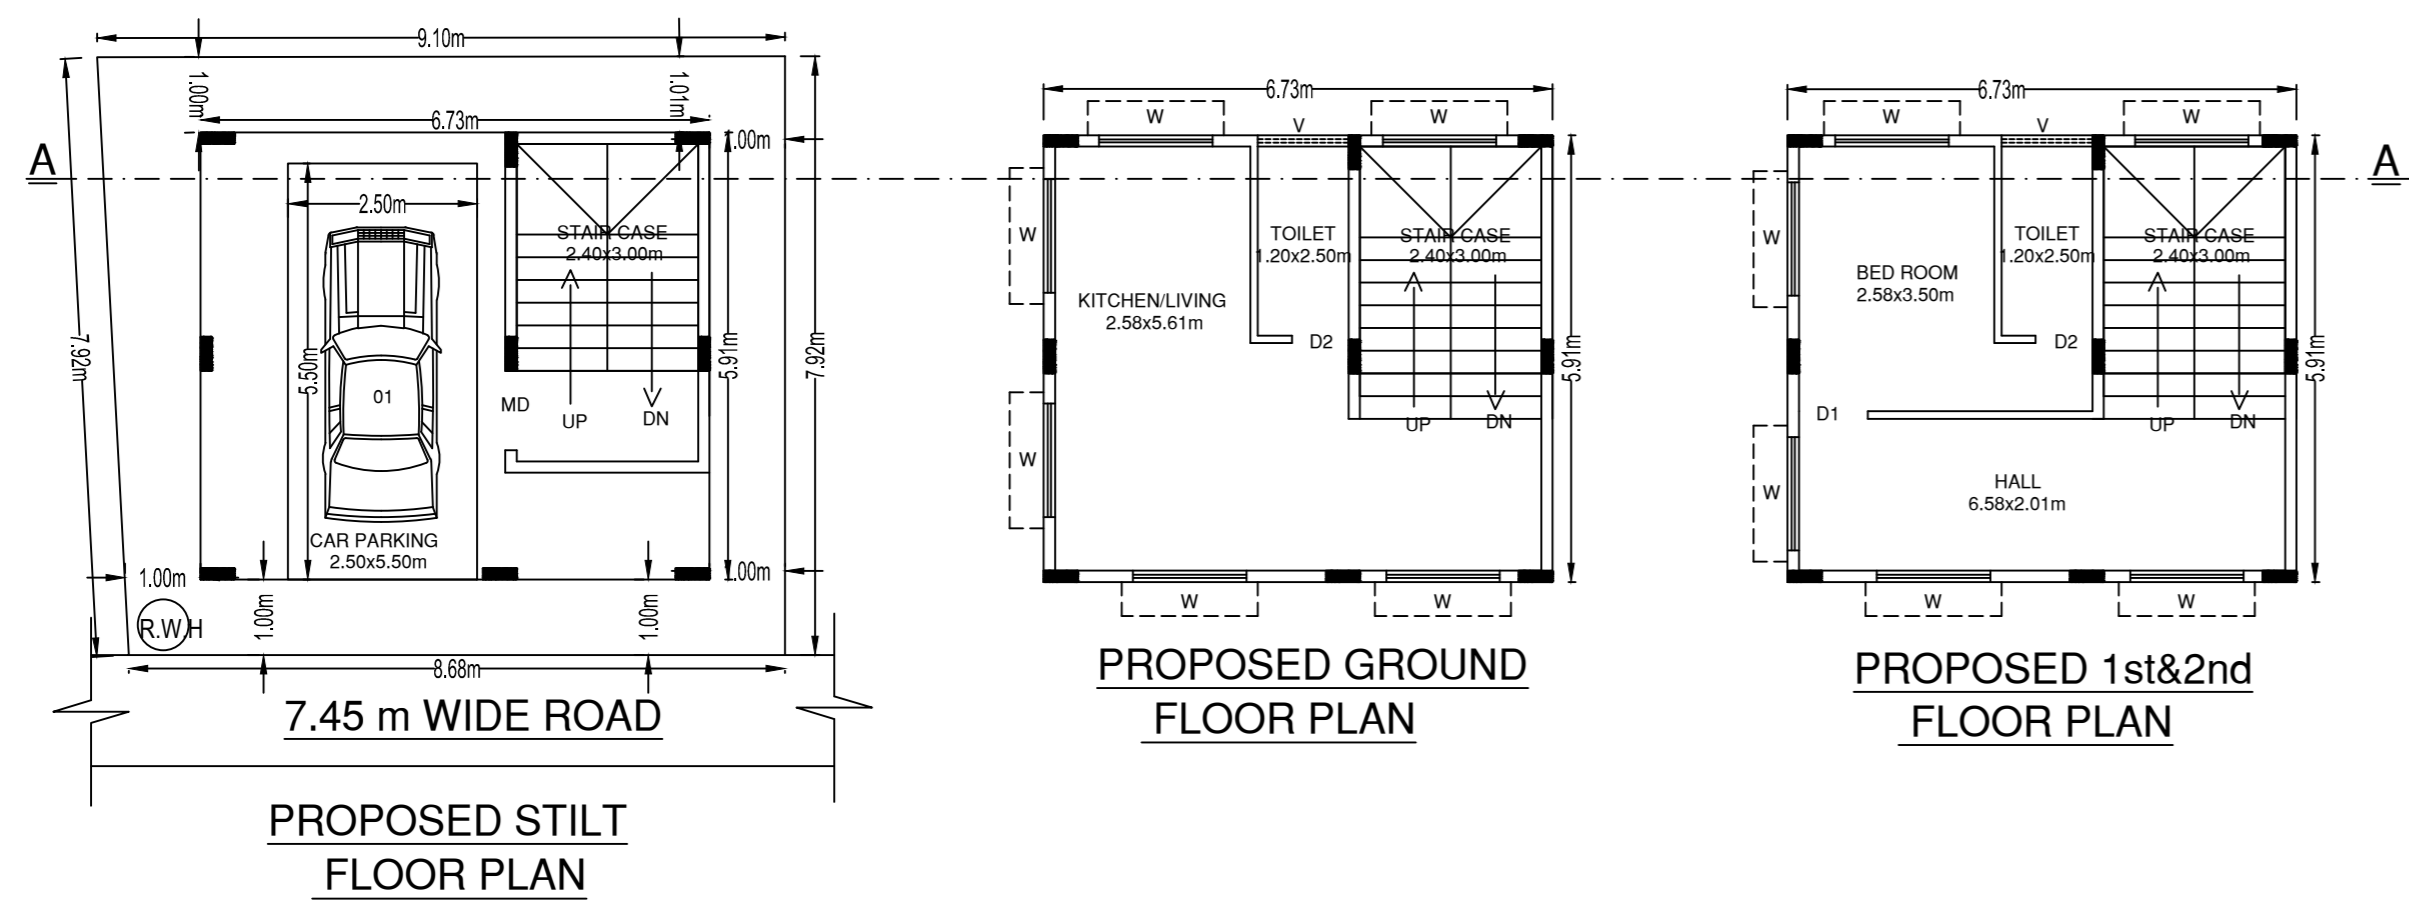 9.10m
1.00m
1.01m
6.73m
1.00m
A
2.50m
STAIR CASE
2.40x3.00m
7.92m
5.50m
5.91m
7.92m
01
MD
UP
DN
CAR PARKING
2.50x5.50m
1.00m
1.00m
R.W.H
1.00m
1.00m
8.68m
7.45 m WIDE ROAD
PROPOSED STILT
FLOOR PLAN
6.73m
W
V
W
W
TOILET
1.20x2.50m
STAIR CASE
2.40x3.00m
KITCHEN/LIVING
2.58x5.61m
D2
5.91m
UP
DN
W
W
W
PROPOSED GROUND
FLOOR PLAN
6.73m
W
V
W
A
W
TOILET
1.20x2.50m
STAIR CASE
2.40x3.00m
BED ROOM
2.58x3.50m
D2
5.91m
D1
UP
DN
W
HALL
6.58x2.01m
W
W
PROPOSED 1st&2nd
FLOOR PLAN